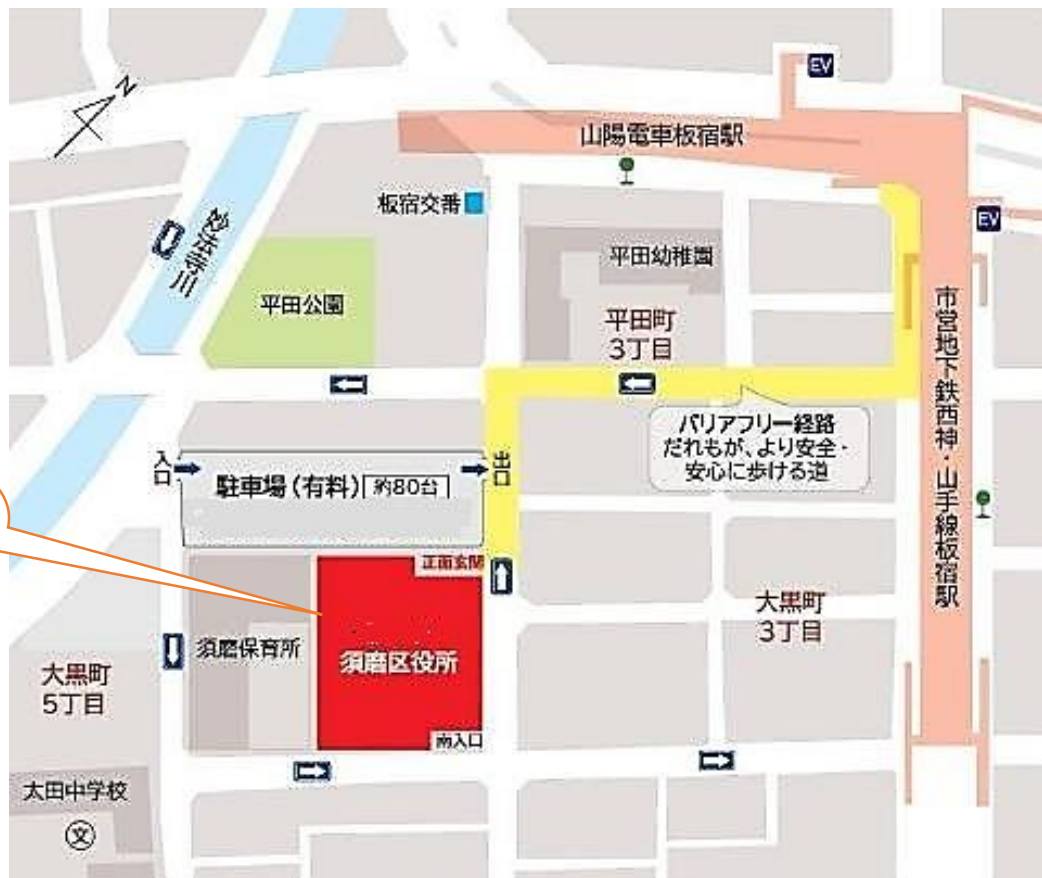 N
EV
山陽電車板宿駅
板宿交番
EV
妙法寺川
平田幼稚園
平田公園
平田町
3丁目
市営地下鉄西神・山手線板宿駅
バリアフリー経路
だれもが、より安全・
安心に歩ける道
入口
駐車場(有料) 約80台
出口
正面玄関
大黒町
3丁目
須磨保育所
須磨区役所
大黒町
5丁目
南入口
太田中学校
文